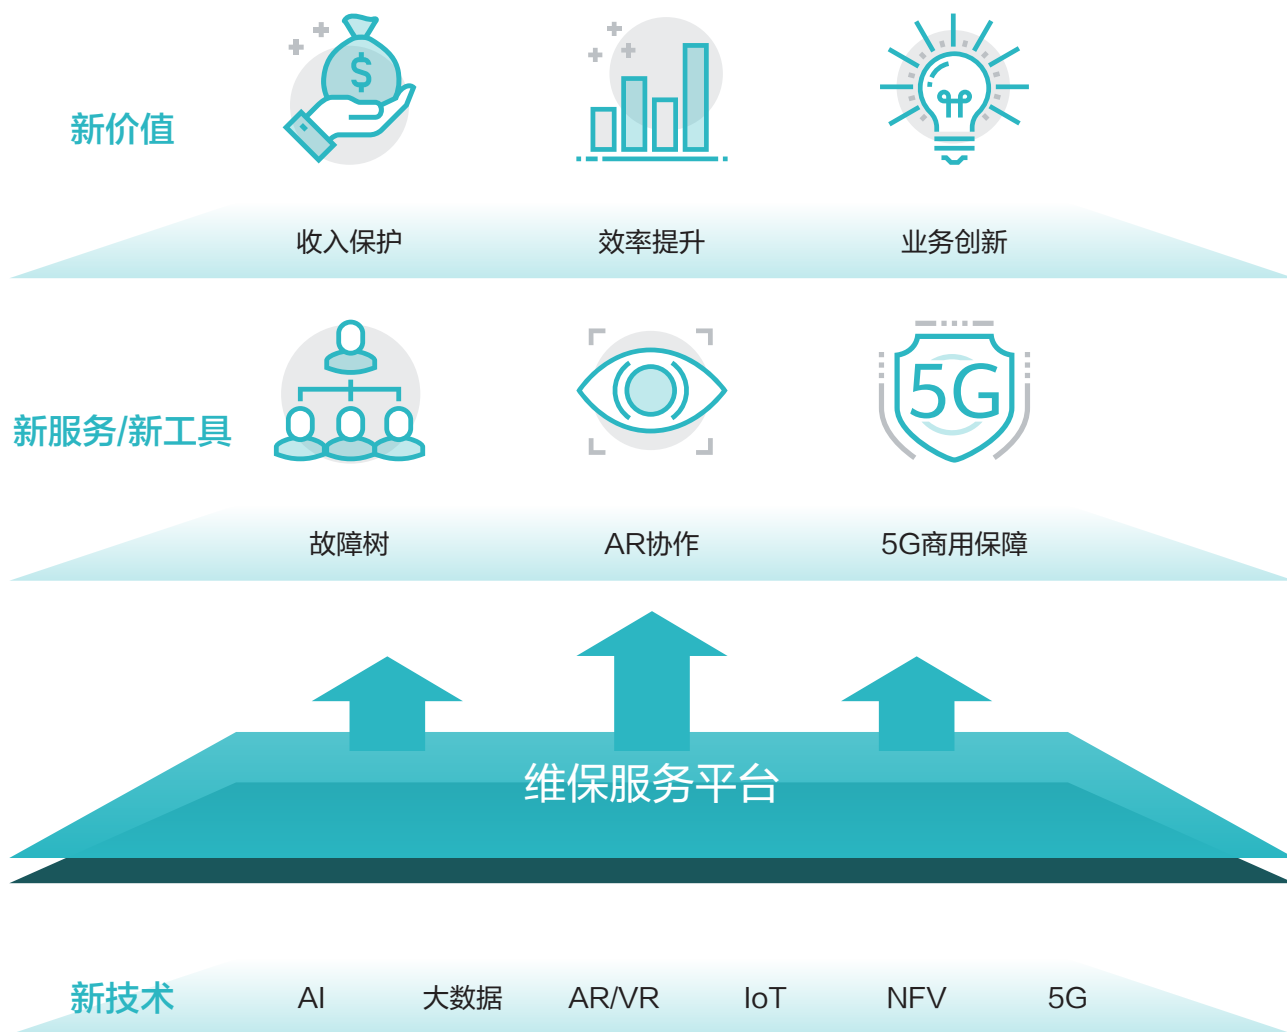 新价值
收入保护 效率提升 业务创新
新服务/新工具
5G
故障树 AR协作 5G商用保障
维保服务平台
新技术 AI 大数据 AR/VR IoT NFV 5G